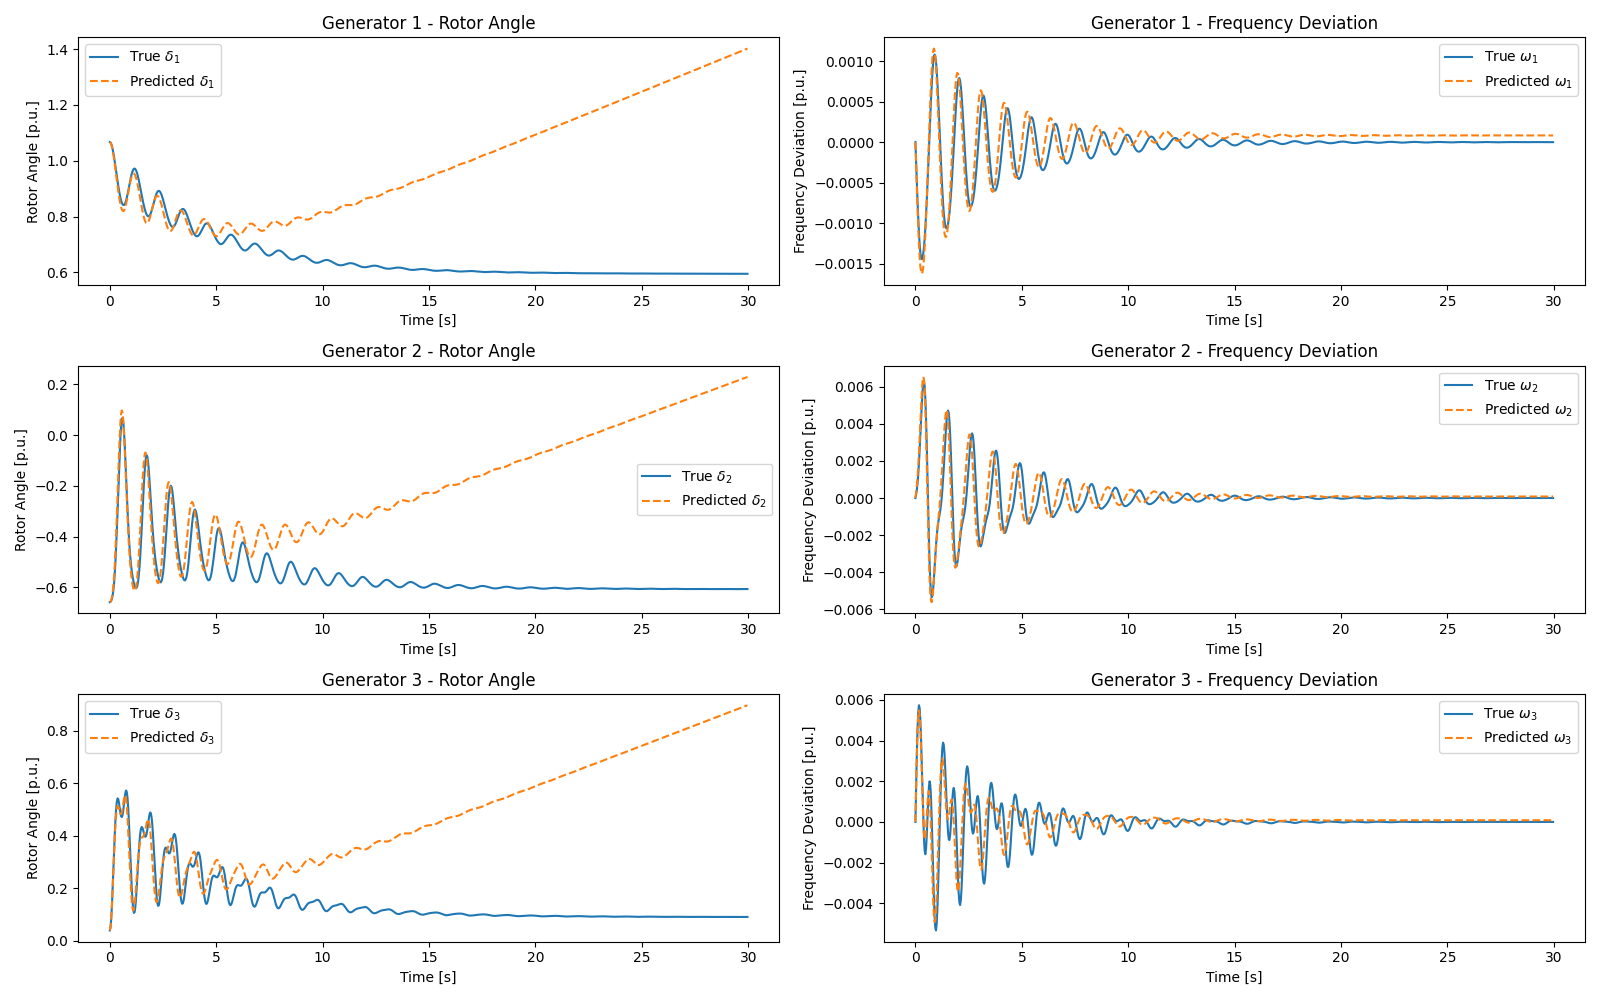 Generator 1 - Rotor Angle
Rotor Angle [p.u.]
1.4
1.2
1.0
0.8
0.6
True δ1
Predicted δ1
0 5 10 15 20 25 30
Time [s]
Generator 1 - Frequency Deviation
Frequency Deviation [p.u.]
0.0010
0.0005
0.0000
−0.0005
−0.0010
−0.0015
True ω1
Predicted ω1
0 5 10 15 20 25 30
Time [s]
Generator 2 - Rotor Angle
Rotor Angle [p.u.]
0.2
0.0
−0.2
−0.4
−0.6
True δ2
Predicted δ2
0 5 10 15 20 25 30
Time [s]
Generator 2 - Frequency Deviation
Frequency Deviation [p.u.]
0.006
0.004
0.002
0.000
−0.002
−0.004
−0.006
True ω2
Predicted ω2
0 5 10 15 20 25 30
Time [s]
Generator 3 - Rotor Angle
Rotor Angle [p.u.]
0.8
0.6
0.4
0.2
0.0
True δ3
Predicted δ3
0 5 10 15 20 25 30
Time [s]
Generator 3 - Frequency Deviation
Frequency Deviation [p.u.]
0.006
0.004
0.002
0.000
−0.002
−0.004
True ω3
Predicted ω3
0 5 10 15 20 25 30
Time [s]